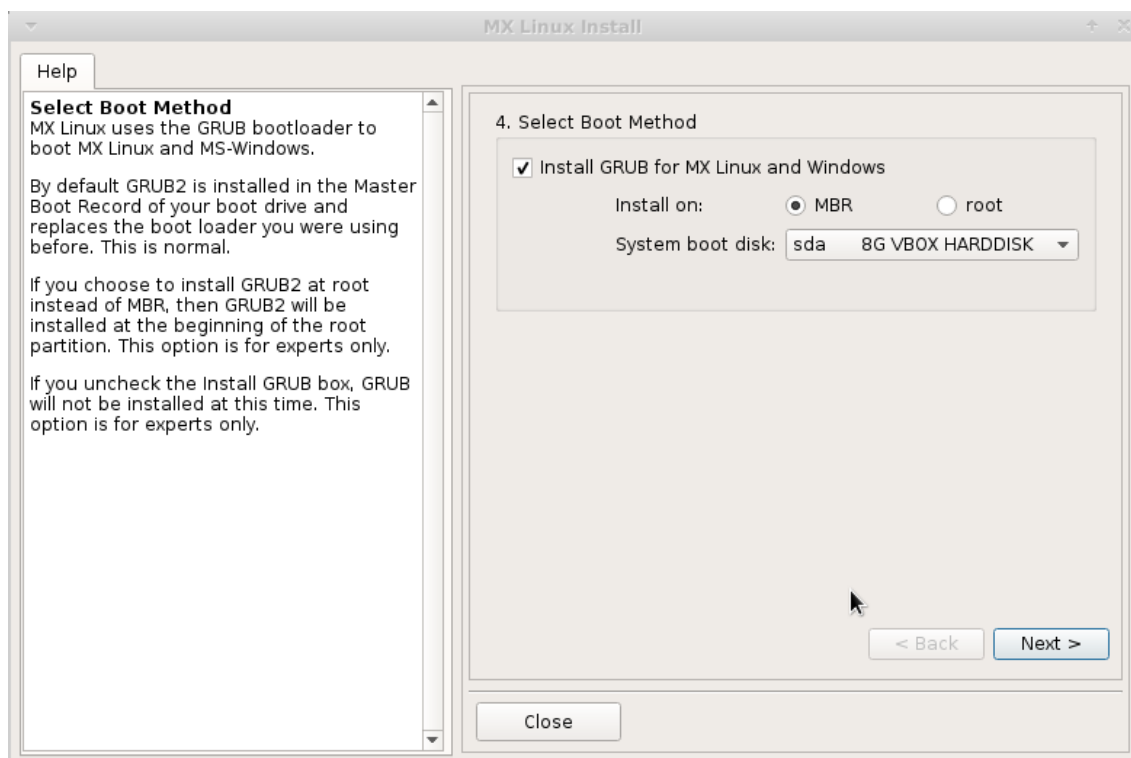 MX Linux Install
Help
Select Boot Method
MX Linux uses the GRUB bootloader to
boot MX Linux and MS-Windows.
By default GRUB2 is installed in the Master
Boot Record of your boot drive and
replaces the boot loader you were using
before. This is normal.
If you choose to install GRUB2 at root
instead of MBR, then GRUB2 will be
installed at the beginning of the root
partition. This option is for experts only.
If you uncheck the Install GRUB box, GRUB
will not be installed at this time. This
option is for experts only.
4. Select Boot Method
Install GRUB for MX Linux and Windows
Install on: MBR root
System boot disk: sda 8G VBOX HARDDISK
< Back Next >
Close